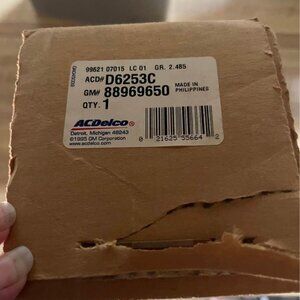 99621 07015 LC 01 GR. 2.485
ACD# D6253C
GM# 88969650
MADE IN
PHILIPPINES
QTY. 1
ACDelco
Detroit, Michigan 48243
©1995 GM Corporation
www.acdelco.com